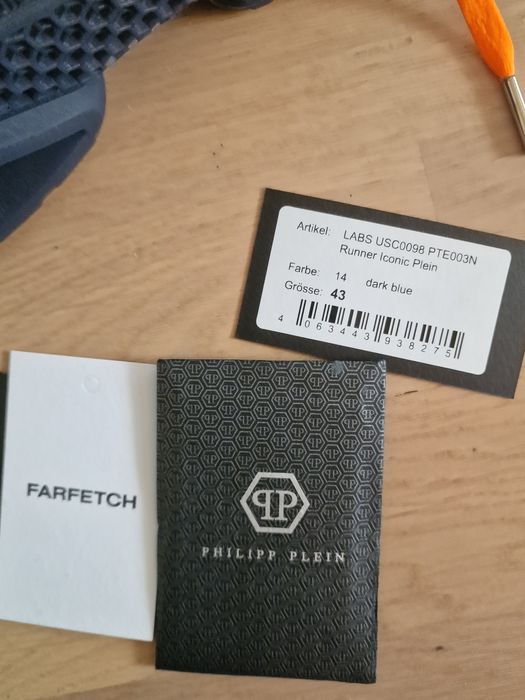 Artikel: LABS USC0098 PTE003N
Runner Iconic Plein
Farbe: 14 dark blue
Grösse: 43
4 063443 938275
FARFETCH
PHILIPP PLEIN